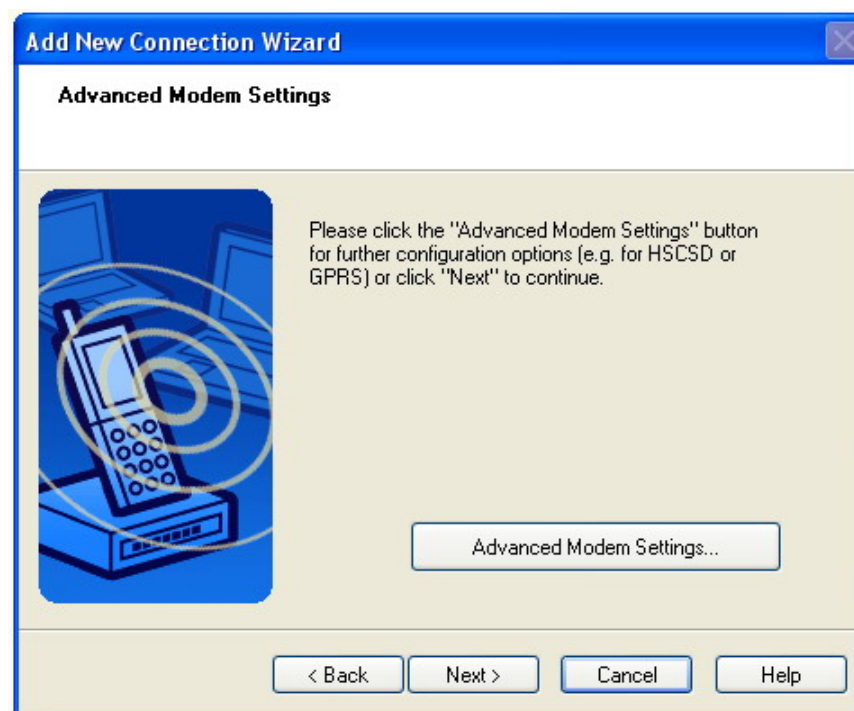 Add New Connection Wizard
Advanced Modem Settings
Please click the "Advanced Modem Settings" button
for further configuration options (e.g. for HSCSD or
GPRS) or click "Next" to continue.
Advanced Modem Settings...
< Back Next > Cancel Help